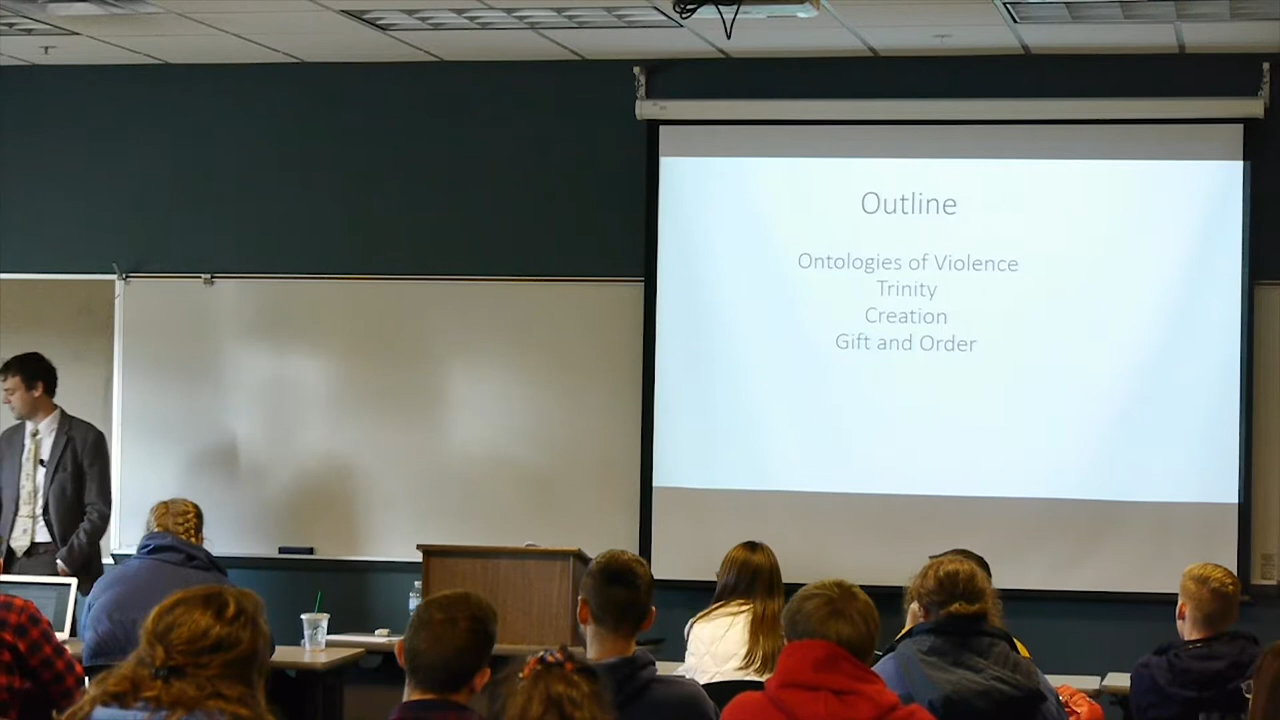 Outline
Ontologies of Violence
Trinity
Creation
Gift and Order